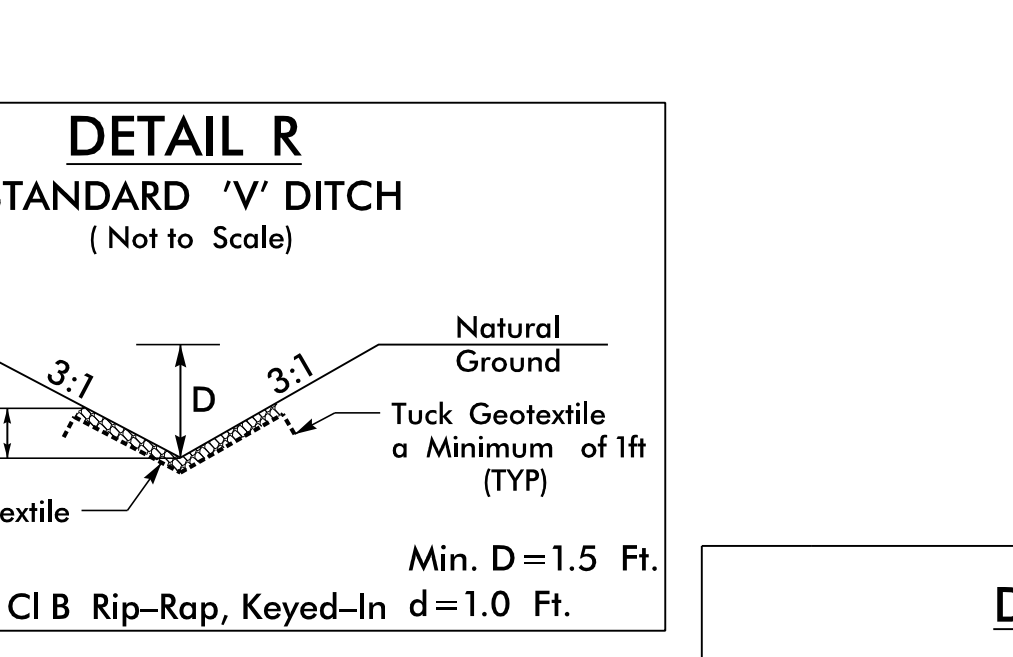 DETAIL R
STANDARD 'V' DITCH
( Not to Scale)
Natural
Ground
3:1
3:1
D
Tuck Geotextile
a Minimum of 1ft
(TYP)
extile
Min. D=1.5 Ft.
Cl B Rip-Rap, Keyed-In d=1.0 Ft.
D